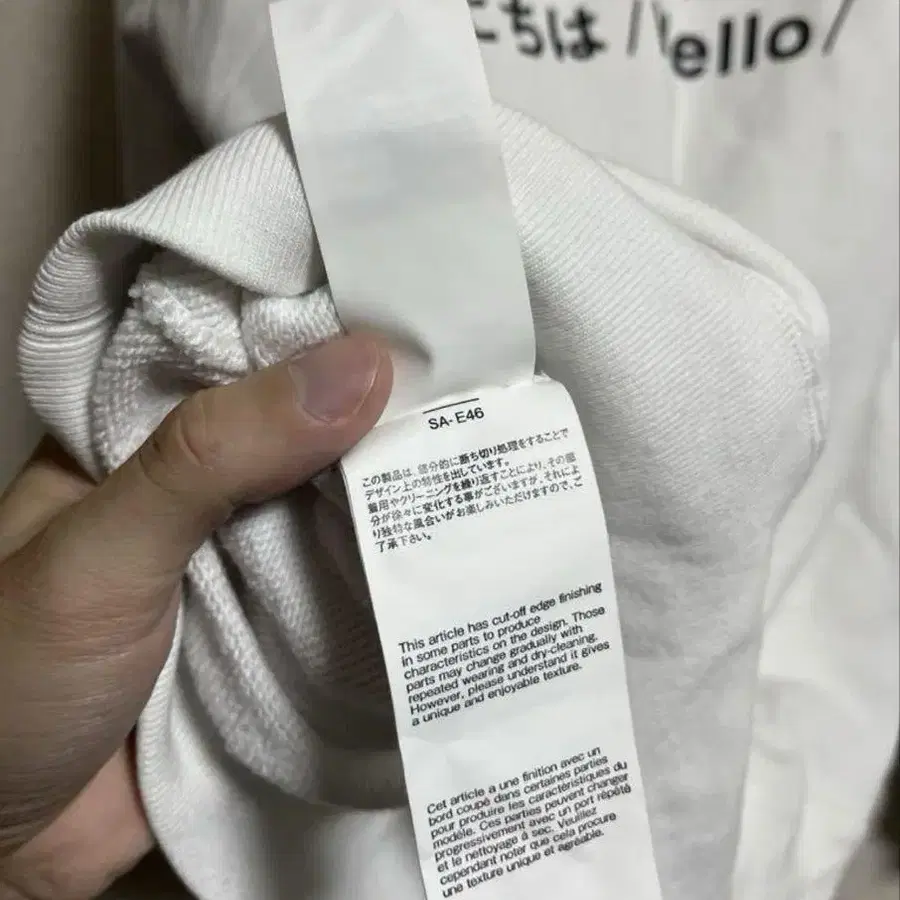 こちは /Hello/
SA-E46
この製品は、部分的に断ち切り処理をすることで
デザイン上の特性を出しています。
着用やクリーニングを繰り返すことにより、その部
分が徐々に変化する事がございますが、それによ
り独特な風合いがお楽しみいただけますので、ご
了承下さい。
This article has cut-off edge finishing
in some parts to produce
characteristics on the design. Those
parts may change gradually with
repeated wearing and dry-cleaning.
However, please understand it gives
a unique and enjoyable texture.
Cet article a une finition avec un
bord coupé dans certaines parties
pour produire les caractéristiques du
modèle. Ces parties peuvent changer
progressivement avec un port répété
et le nettoyage à sec. Veuillez
cependant noter que cela procure
une texture unique et agréable.